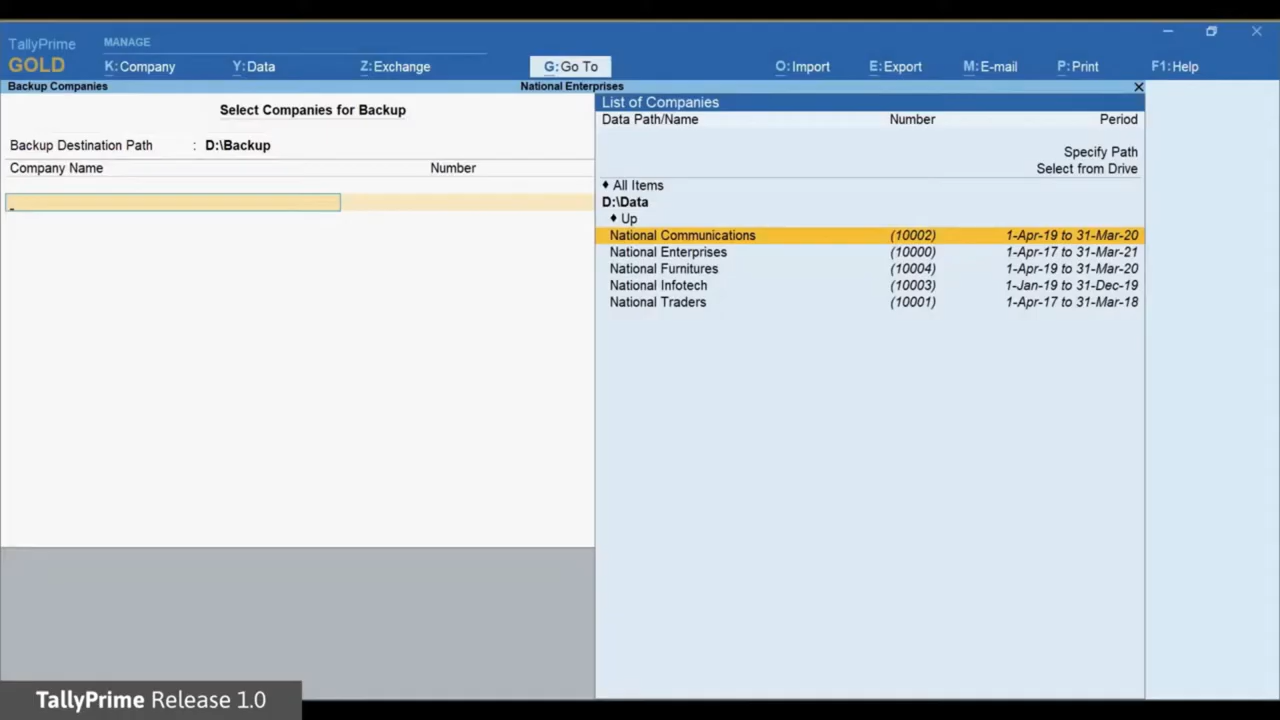 TallyPrime
MANAGE
GOLD
K:Company
Y:Data
Z:Exchange
G:Go To
O:Import
E:Export
M:E-mail
P:Print
F1:Help
Backup Companies
National Enterprises
Select Companies for Backup
Backup Destination Path : D:\Backup
Company Name Number
List of Companies
Data Path/Name Number Period
Specify Path
Select from Drive
♦ All Items
D:\Data
♦ Up
National Communications (10002) 1-Apr-19 to 31-Mar-20
National Enterprises (10000) 1-Apr-17 to 31-Mar-21
National Furnitures (10004) 1-Apr-19 to 31-Mar-20
National Infotech (10003) 1-Jan-19 to 31-Dec-19
National Traders (10001) 1-Apr-17 to 31-Mar-18
TallyPrime Release 1.0